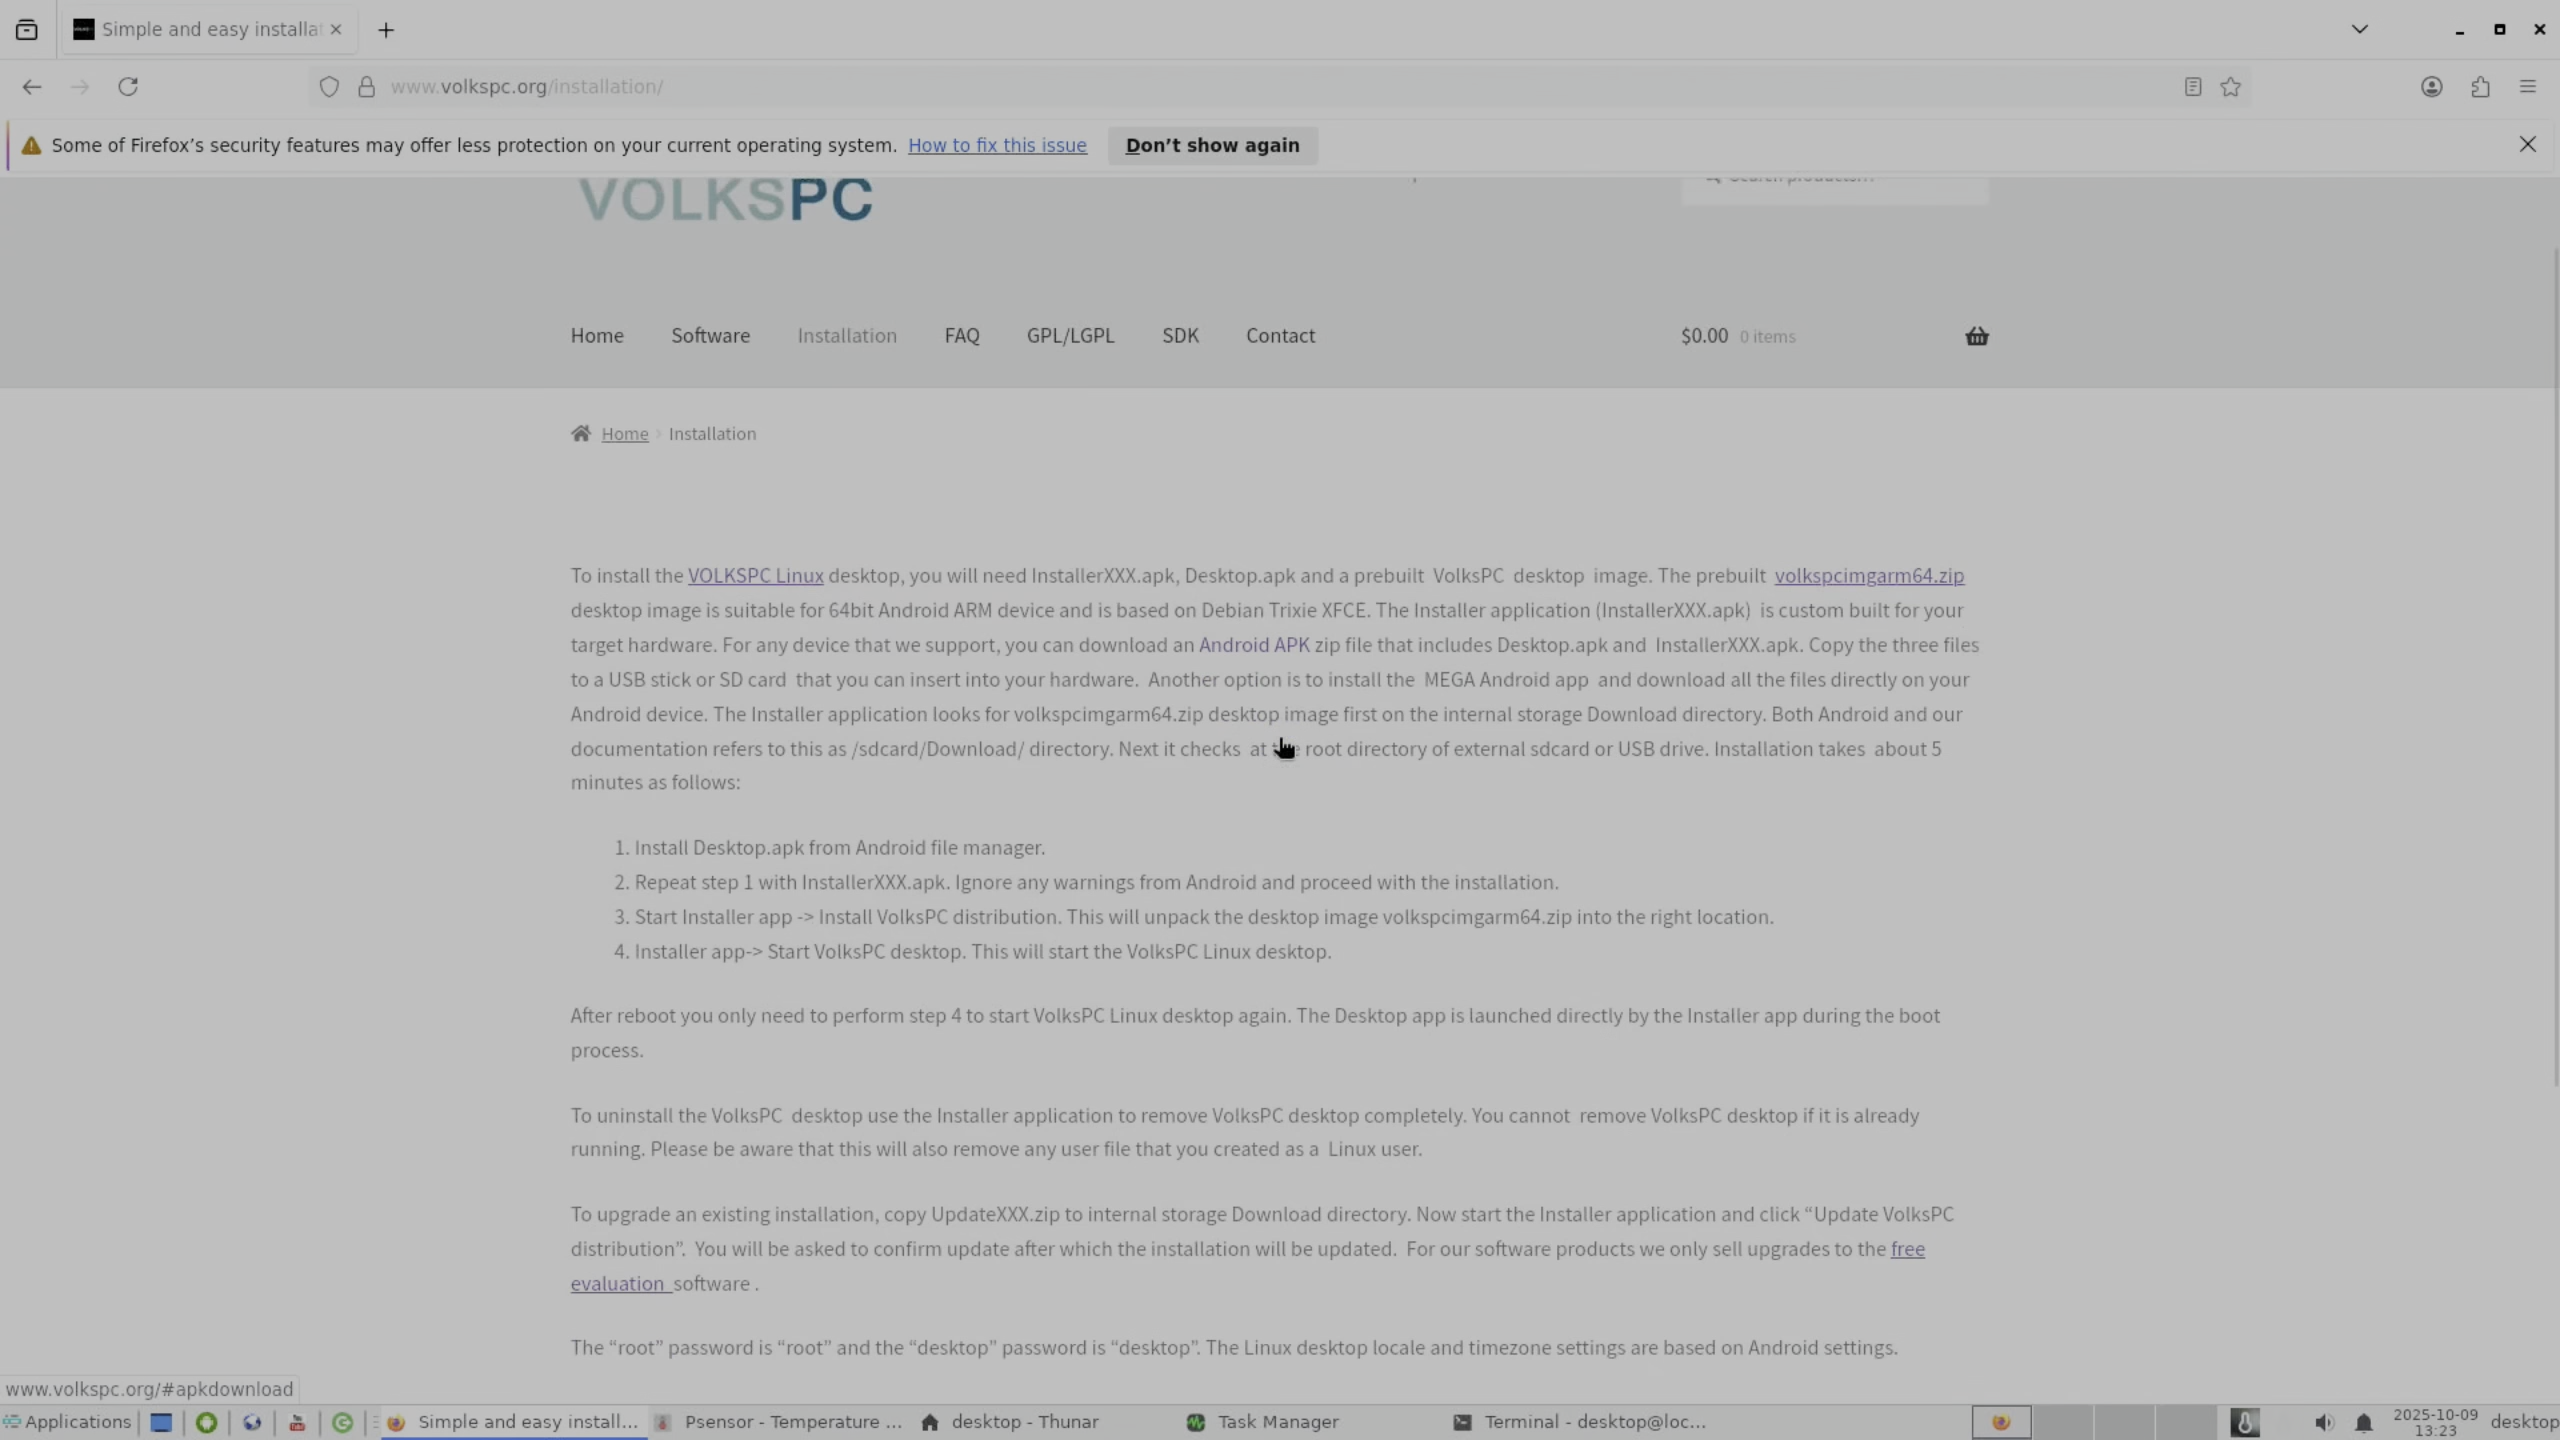 Simple and easy installat
www.volkspc.org/installation/
Some of Firefox’s security features may offer less protection on your current operating system. How to fix this issue Don’t show again
VOLKSPC
Search products…
Home Software Installation FAQ GPL/LGPL SDK Contact $0.00 0 items
Home › Installation
To install the VOLKSPC Linux desktop, you will need InstallerXXX.apk, Desktop.apk and a prebuilt VolksPC desktop image. The prebuilt volkspcimgarm64.zip
desktop image is suitable for 64bit Android ARM device and is based on Debian Trixie XFCE. The Installer application (InstallerXXX.apk) is custom built for your
target hardware. For any device that we support, you can download an Android APK zip file that includes Desktop.apk and InstallerXXX.apk. Copy the three files
to a USB stick or SD card that you can insert into your hardware. Another option is to install the MEGA Android app and download all the files directly on your
Android device. The Installer application looks for volkspcimgarm64.zip desktop image first on the internal storage Download directory. Both Android and our
documentation refers to this as /sdcard/Download/ directory. Next it checks at the root directory of external sdcard or USB drive. Installation takes about 5
minutes as follows:
1. Install Desktop.apk from Android file manager.
2. Repeat step 1 with InstallerXXX.apk. Ignore any warnings from Android and proceed with the installation.
3. Start Installer app -> Install VolksPC distribution. This will unpack the desktop image volkspcimgarm64.zip into the right location.
4. Installer app-> Start VolksPC desktop. This will start the VolksPC Linux desktop.
After reboot you only need to perform step 4 to start VolksPC Linux desktop again. The Desktop app is launched directly by the Installer app during the boot
process.
To uninstall the VolksPC desktop use the Installer application to remove VolksPC desktop completely. You cannot remove VolksPC desktop if it is already
running. Please be aware that this will also remove any user file that you created as a Linux user.
To upgrade an existing installation, copy UpdateXXX.zip to internal storage Download directory. Now start the Installer application and click “Update VolksPC
distribution”. You will be asked to confirm update after which the installation will be updated. For our software products we only sell upgrades to the free
evaluation software .
The “root” password is “root” and the “desktop” password is “desktop”. The Linux desktop locale and timezone settings are based on Android settings.
www.volkspc.org/#apkdownload
Applications Simple and easy install... Psensor - Temperature ... desktop - Thunar Task Manager Terminal - desktop@loc... 2025-10-09 desktop
13:23